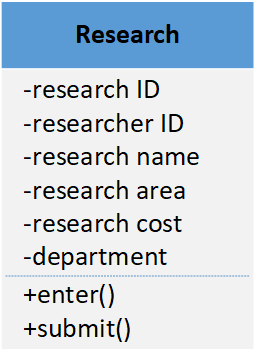 Research
-research ID
-researcher ID
-research name
-research area
-research cost
-department
+enter()
+submit()